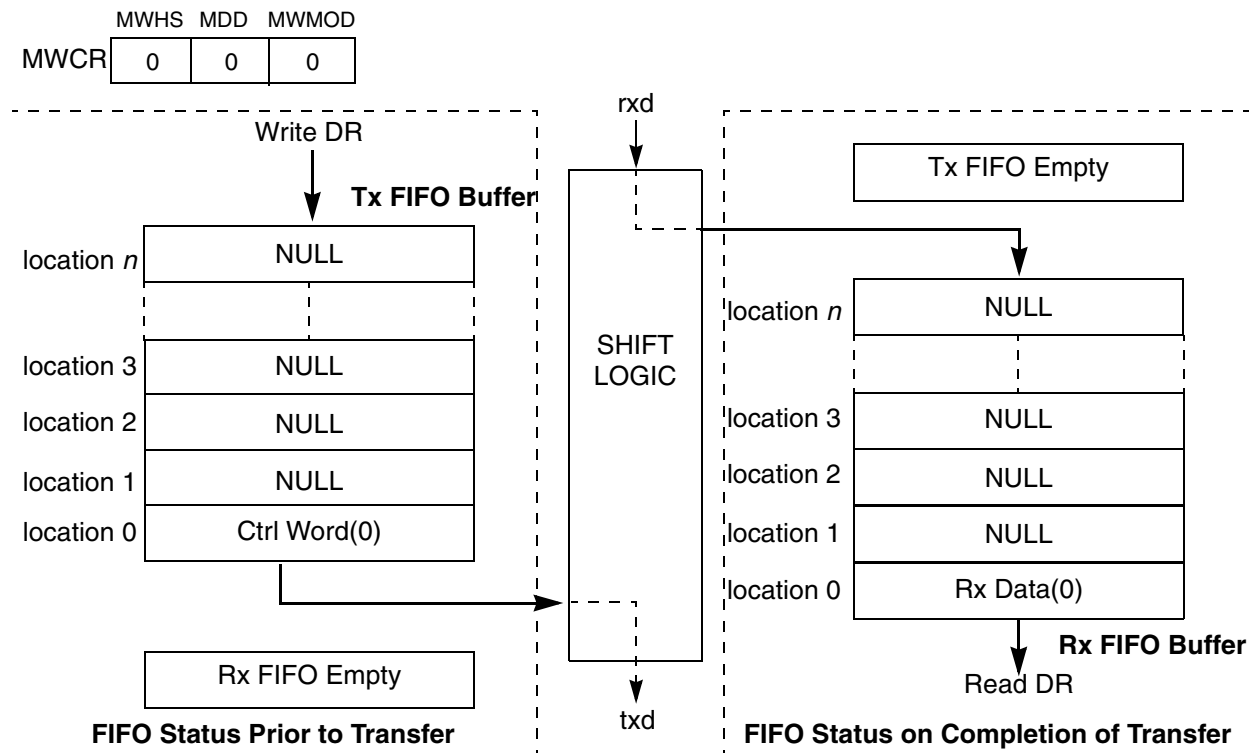 MWHS MDD MWMOD
MWCR 0 0 0
Write DR
Tx FIFO Buffer
location n NULL
location 3 NULL
location 2 NULL
location 1 NULL
location 0 Ctrl Word(0)
Rx FIFO Empty
FIFO Status Prior to Transfer
rxd
SHIFT
LOGIC
txd
Tx FIFO Empty
location n NULL
location 3 NULL
location 2 NULL
location 1 NULL
location 0 Rx Data(0)
Rx FIFO Buffer
Read DR
FIFO Status on Completion of Transfer